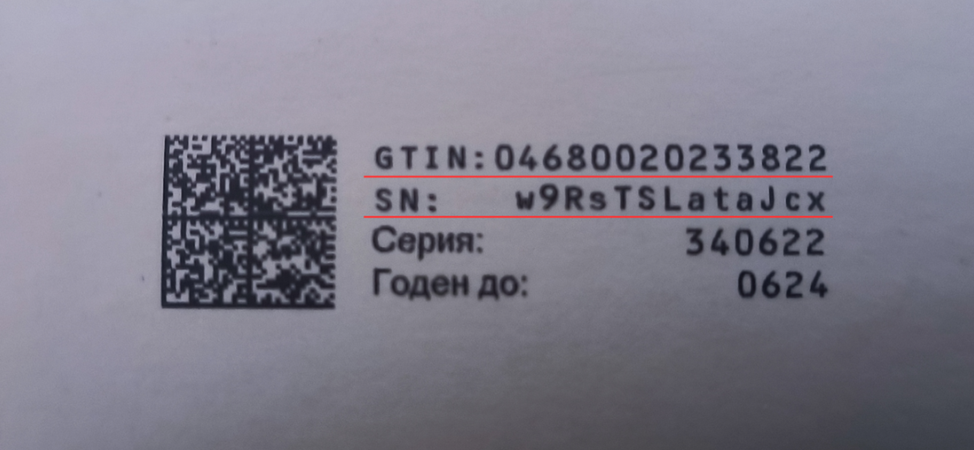 GTIN:04680020233822
SN: w9RsTSLataJcx
Серия: 340622
Годен до: 0624